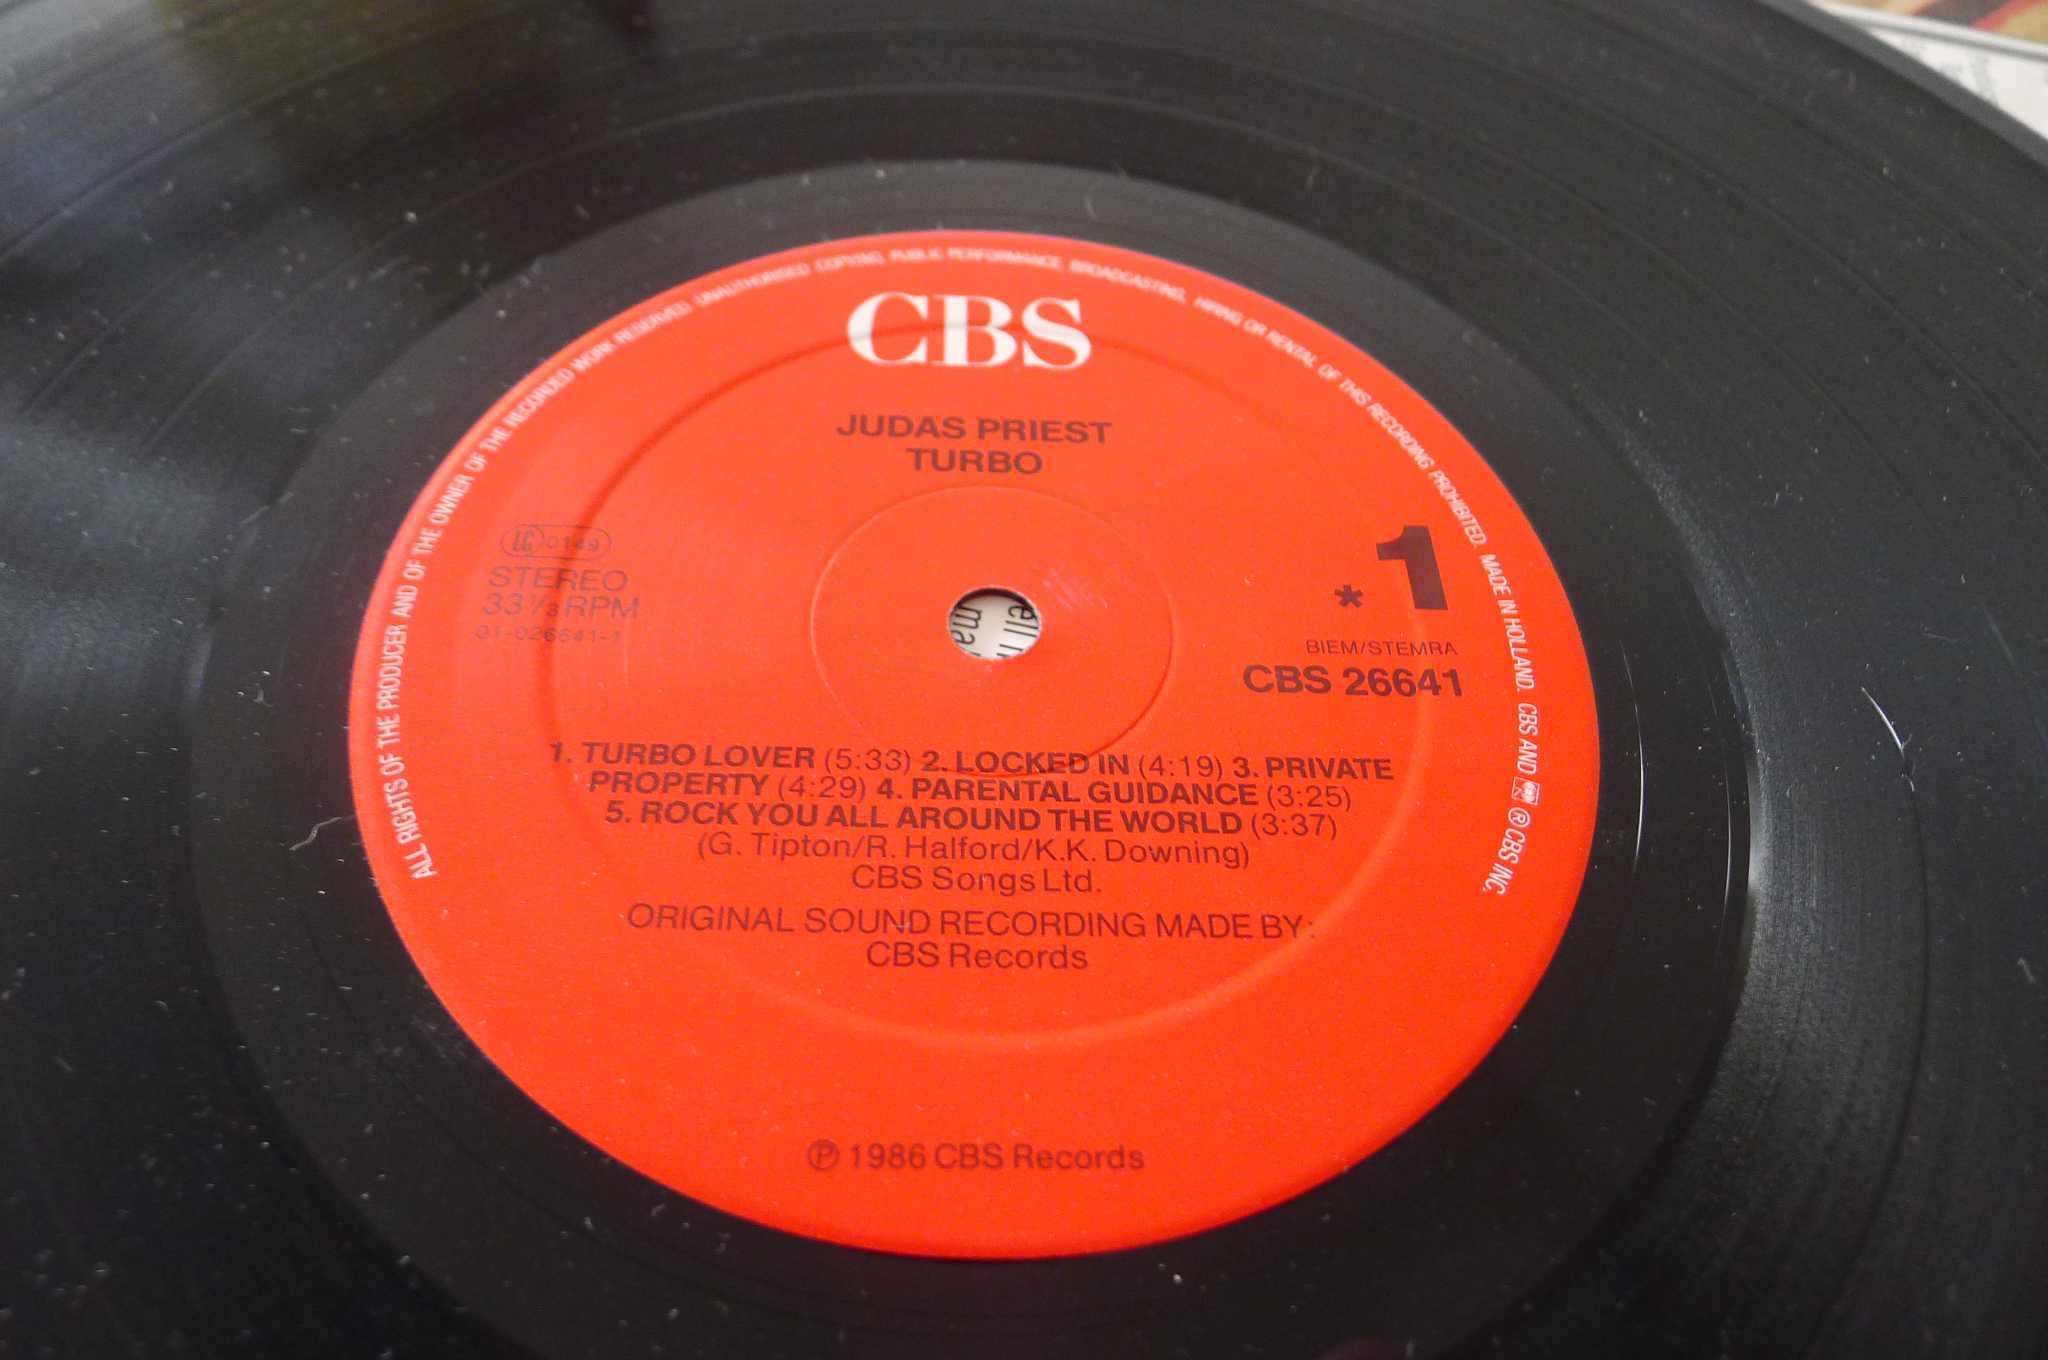 ALL RIGHTS OF THE PRODUCER AND OF THE OWNER OF THE RECORDED WORK RESERVED. UNAUTHORISED COPYING, PUBLIC PERFORMANCE, BROADCASTING, HIRING OR RENTAL OF THIS RECORDING PROHIBITED. MADE IN HOLLAND. CBS AND ® CBS INC.
CBS
JUDAS PRIEST
TURBO
LC 0149
STEREO
33 1/3 RPM
01-026641-1
* 1
BIEM/STEMRA
CBS 26641
1. TURBO LOVER (5:33) 2. LOCKED IN (4:19) 3. PRIVATE
PROPERTY (4:29) 4. PARENTAL GUIDANCE (3:25)
5. ROCK YOU ALL AROUND THE WORLD (3:37)
(G. Tipton/R. Halford/K.K. Downing)
CBS Songs Ltd.
ORIGINAL SOUND RECORDING MADE BY:
CBS Records
℗ 1986 CBS Records